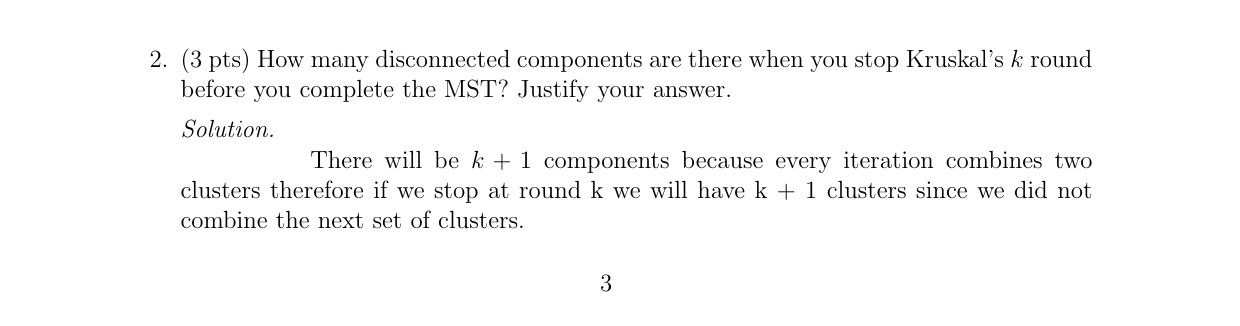 2. (3 pts) How many disconnected components are there when you stop Kruskal's k round
before you complete the MST? Justify your answer.
Solution.
There will be k + 1 components because every iteration combines two
clusters therefore if we stop at round k we will have k + 1 clusters since we did not
combine the next set of clusters.
3